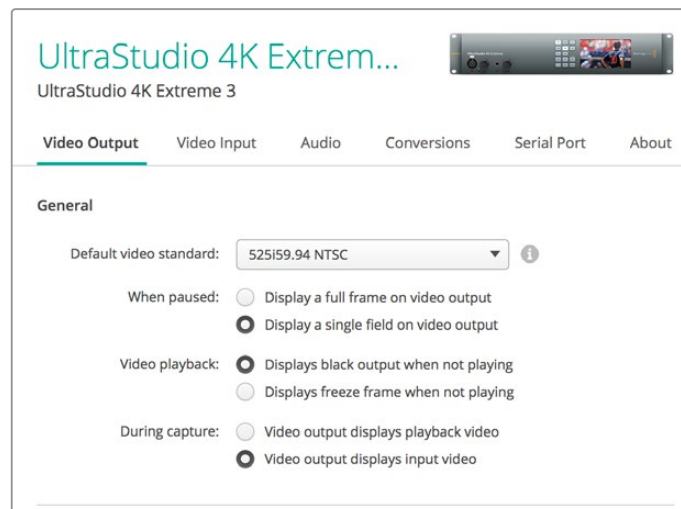 UltraStudio 4K Extrem...
UltraStudio 4K Extreme 3
Video Output Video Input Audio Conversions Serial Port About
General
Default video standard: 525i59.94 NTSC
When paused: Display a full frame on video output
Display a single field on video output
Video playback: Displays black output when not playing
Displays freeze frame when not playing
During capture: Video output displays playback video
Video output displays input video